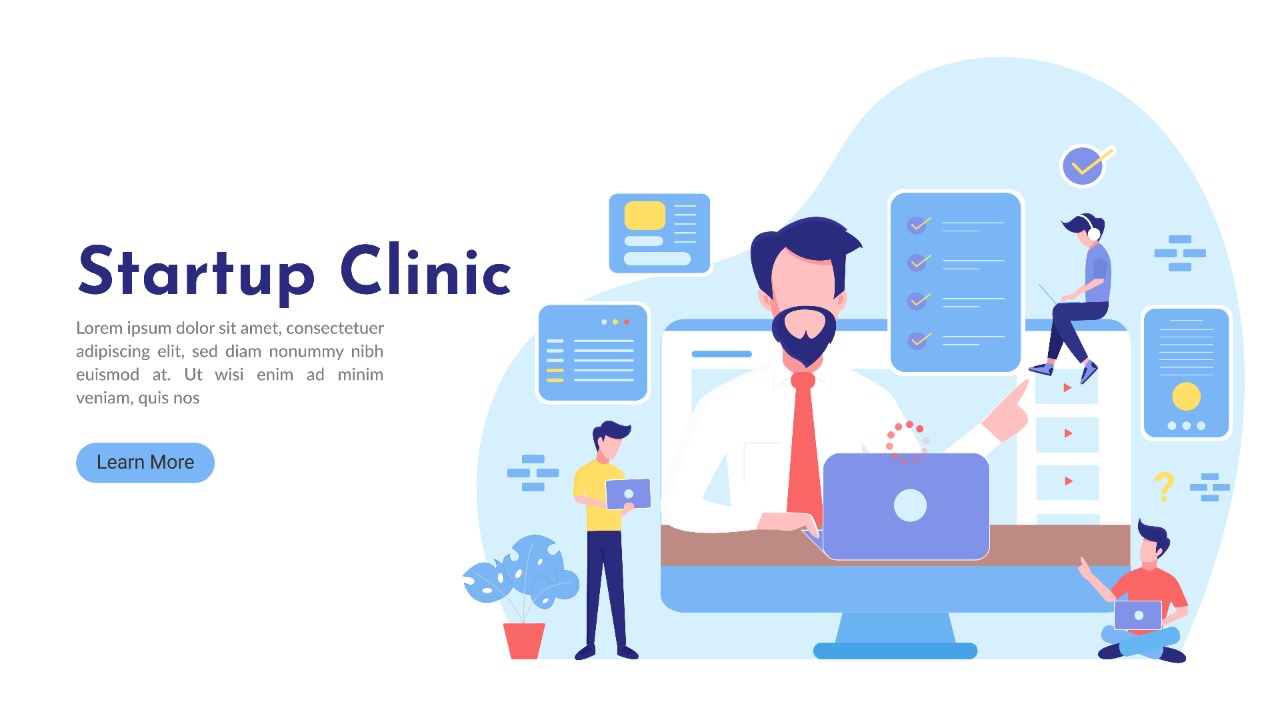 Startup Clinic
Lorem ipsum dolor sit amet, consectetuer
adipiscing elit, sed diam nonummy nibh
euismod at. Ut wisi enim ad minim
veniam, quis nos
Learn More
?